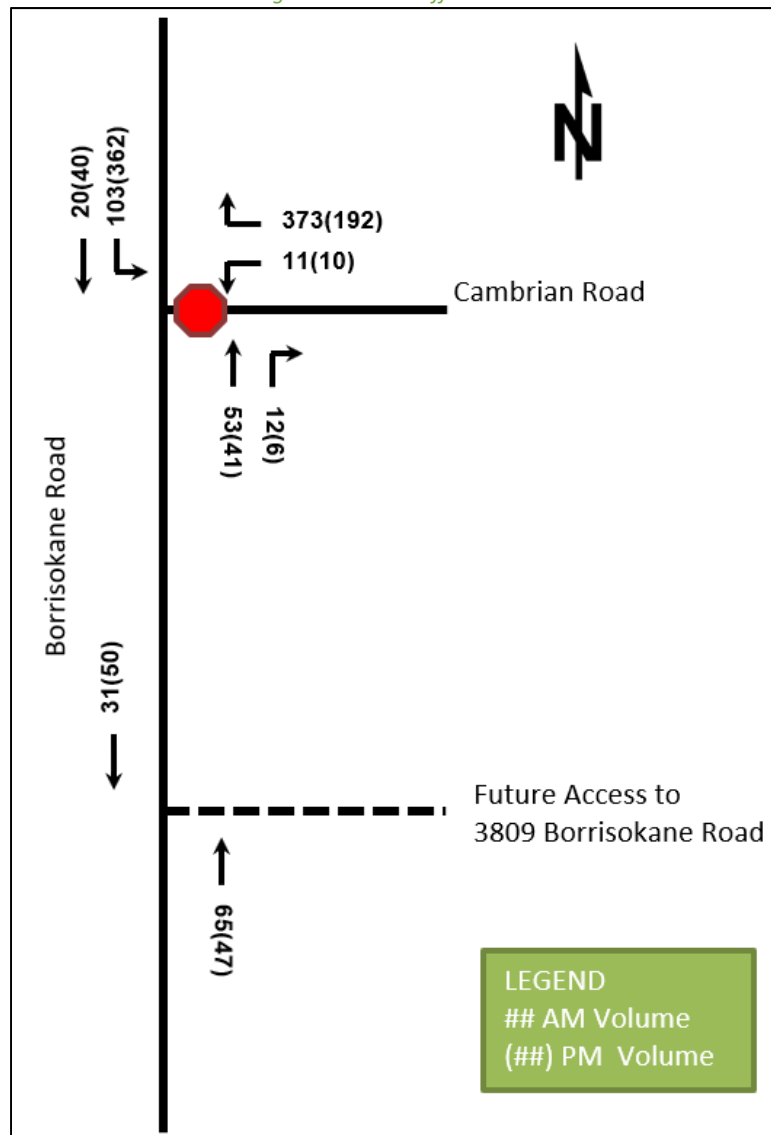 20(40)
103(362)
N
373(192)
11(10)
Cambrian Road
53(41)
12(6)
Borrisokane Road
31(50)
Future Access to
3809 Borrisokane Road
65(47)
LEGEND
## AM Volume
(##) PM Volume